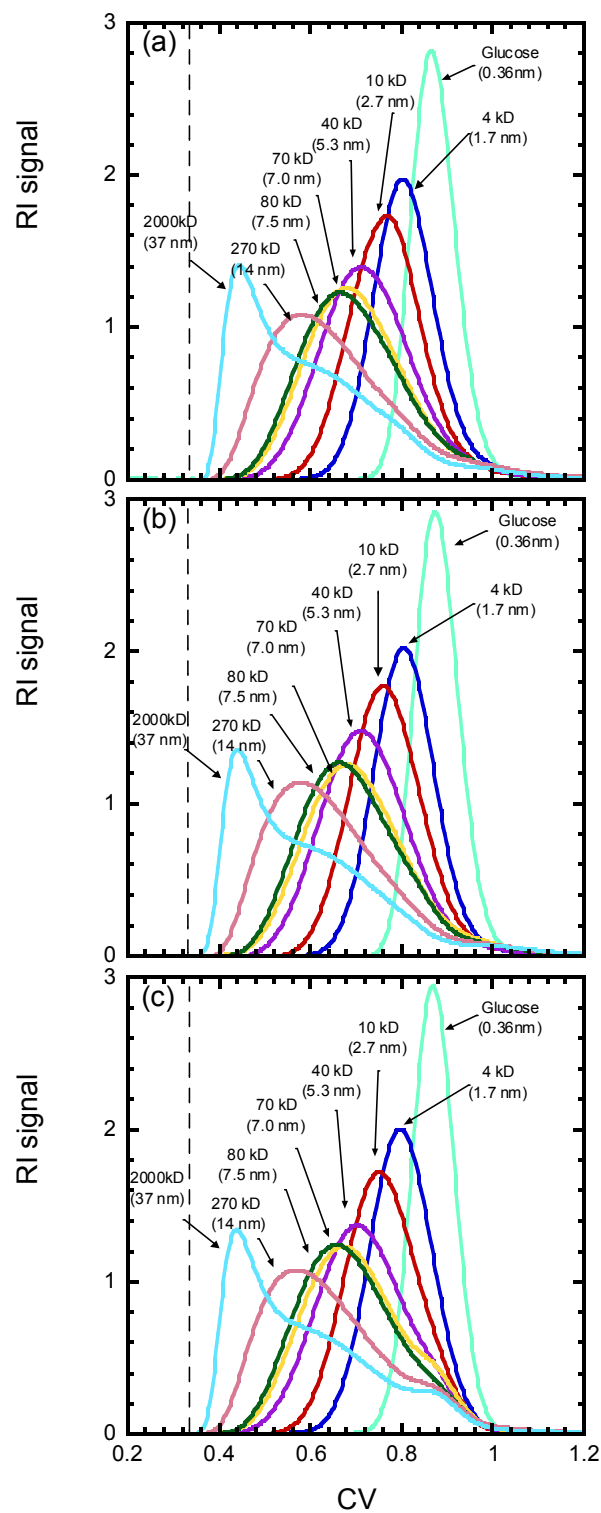 3
(a)
Glucose
(0.36nm)
10 kD
(2.7 nm)
4 kD
(1.7 nm)
40 kD
(5.3 nm)
70 kD
(7.0 nm)
80 kD
(7.5 nm)
2000kD
(37 nm)
270 kD
(14 nm)
RI signal
2
1
0
3
(b)
Glucose
(0.36nm)
10 kD
(2.7 nm)
4 kD
(1.7 nm)
40 kD
(5.3 nm)
70 kD
(7.0 nm)
80 kD
(7.5 nm)
2000kD
(37 nm)
270 kD
(14 nm)
RI signal
2
1
0
3
(c)
Glucose
(0.36nm)
10 kD
(2.7 nm)
4 kD
(1.7 nm)
40 kD
(5.3 nm)
70 kD
(7.0 nm)
80 kD
(7.5 nm)
2000kD
(37 nm)
270 kD
(14 nm)
RI signal
2
1
0
0.2 0.4 0.6 0.8 1 1.2
CV